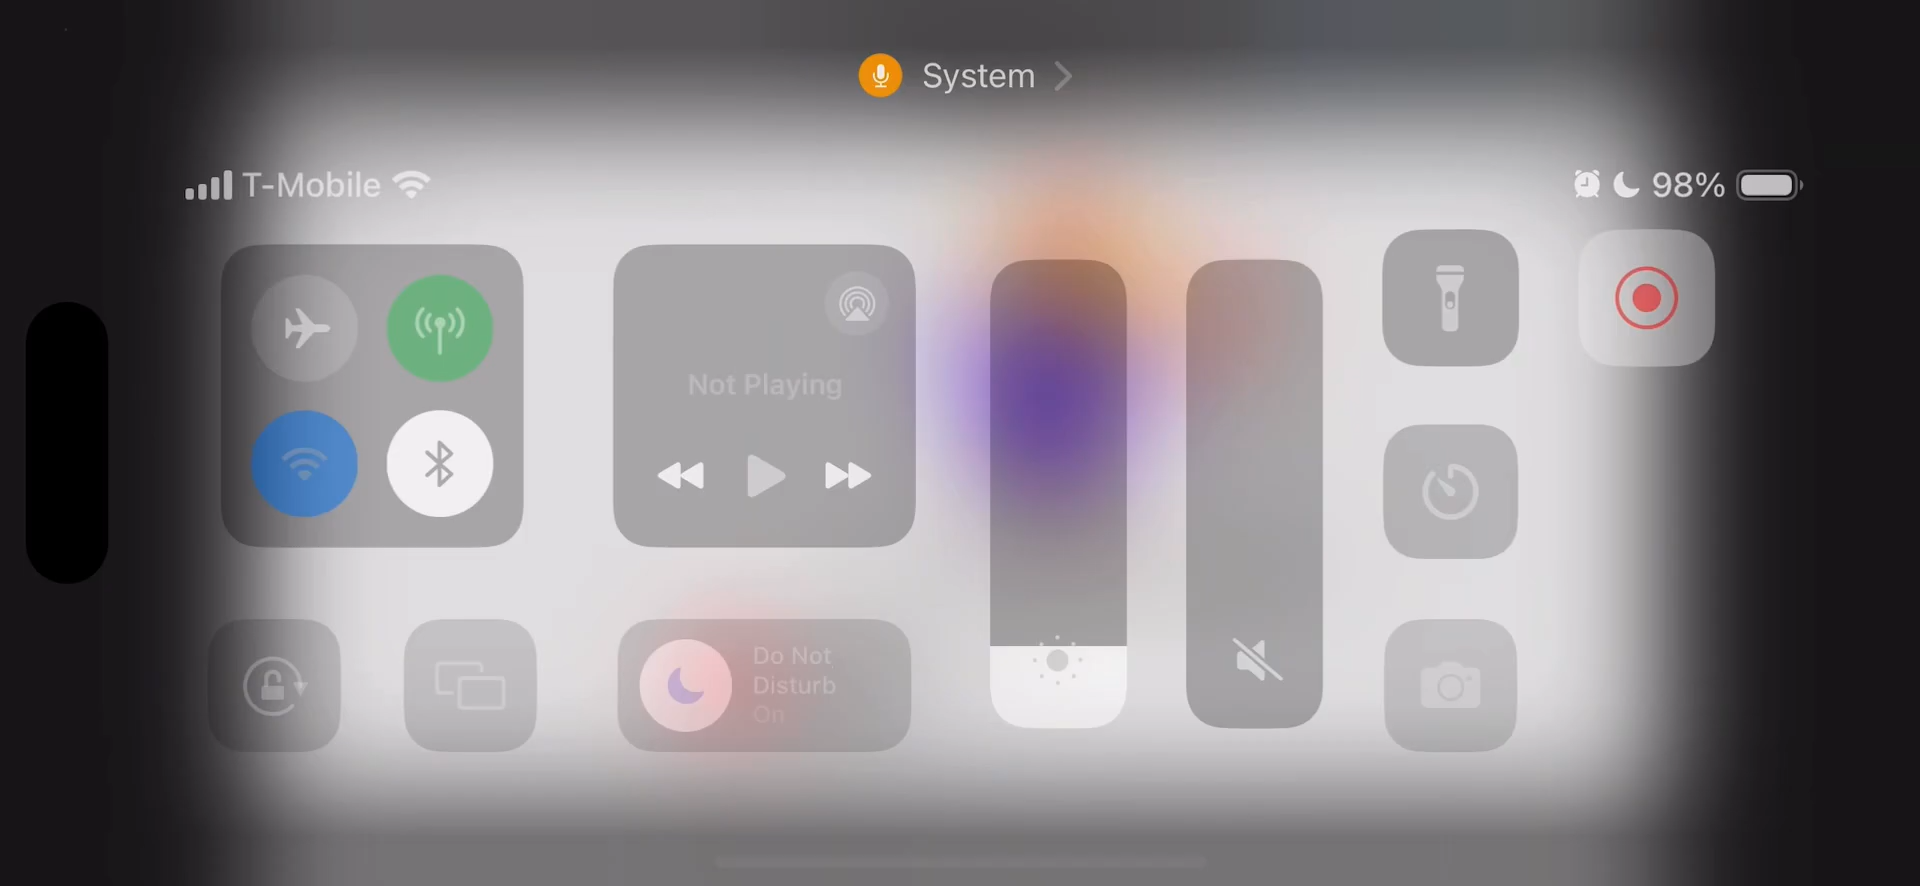 System
T-Mobile
98%
Not Playing
Do Not
Disturb
On